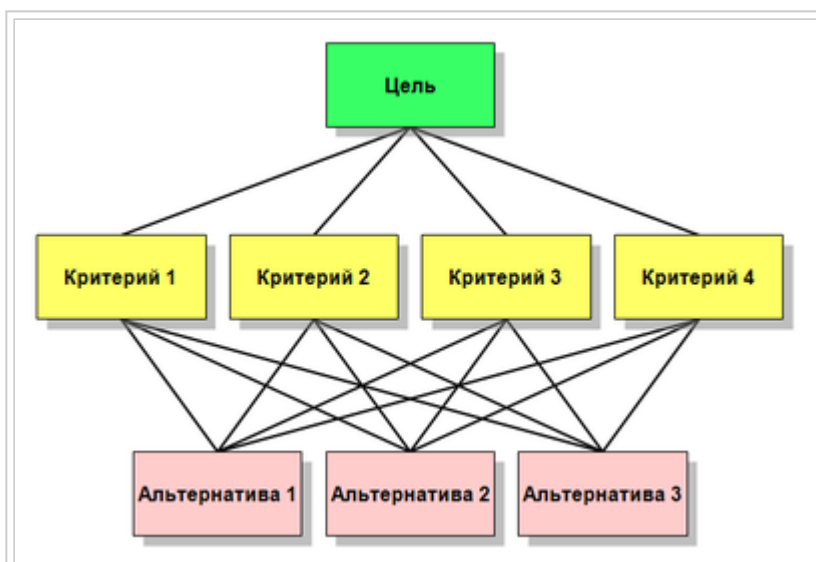 Цель
Критерий 1
Критерий 2
Критерий 3
Критерий 4
Альтернатива 1
Альтернатива 2
Альтернатива 3